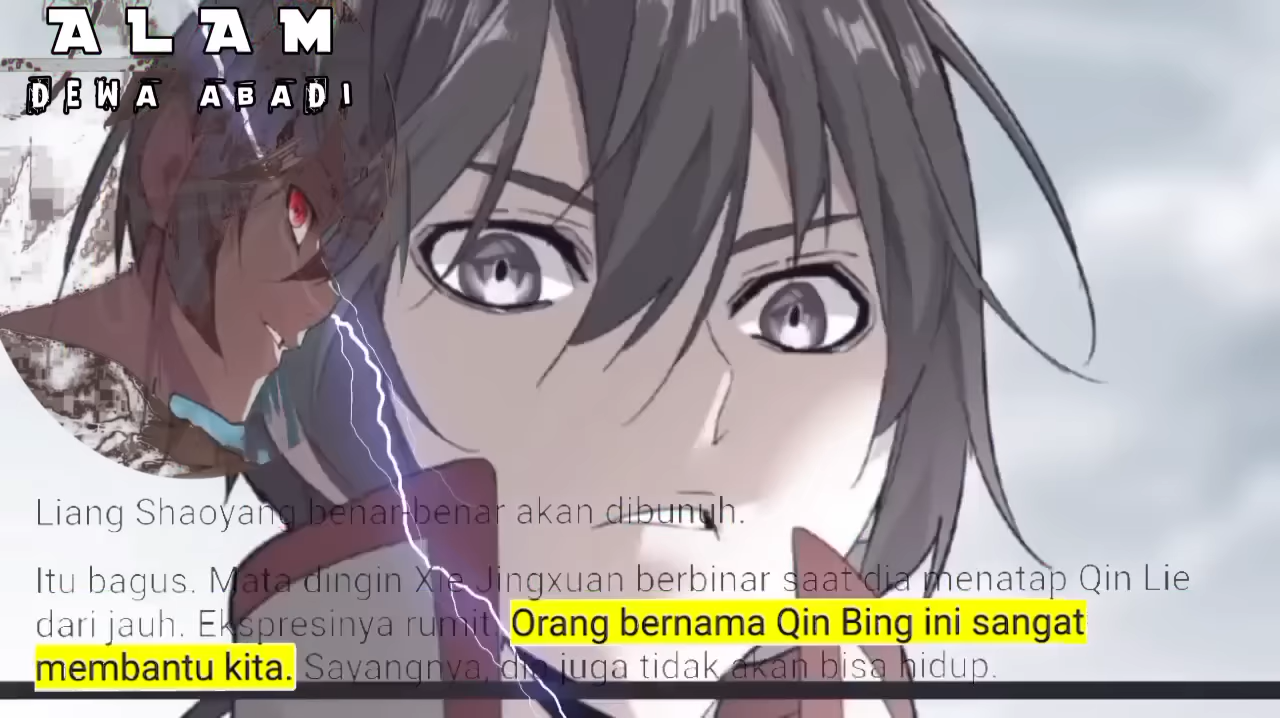 ALAM
DEWA ABADI
Liang Shaoyang benar-benar akan dibunuh.
Itu bagus. Mata dingin Xie Jingxuan berbinar saat dia menatap Qin Lie
dari jauh. Ekspresinya rumit. Orang bernama Qin Bing ini sangat
membantu kita. Sayangnya, dia juga tidak akan bisa hidup.